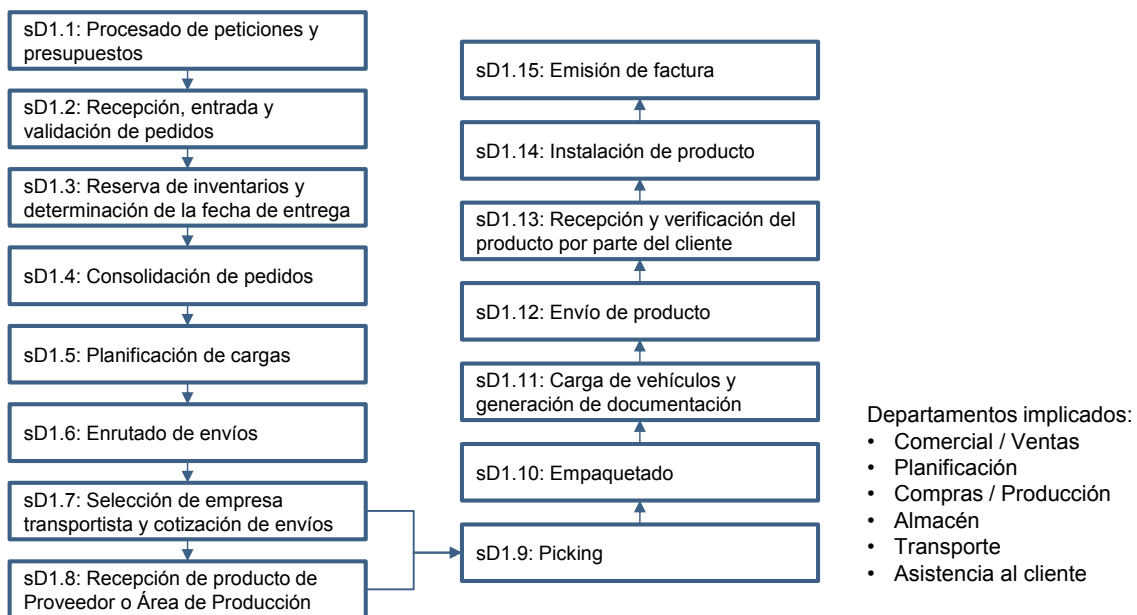 sD1.1: Procesado de peticiones y
presupuestos
sD1.2: Recepción, entrada y
validación de pedidos
sD1.3: Reserva de inventarios y
determinación de la fecha de entrega
sD1.4: Consolidación de pedidos
sD1.5: Planificación de cargas
sD1.6: Enrutado de envíos
sD1.7: Selección de empresa
transportista y cotización de envíos
sD1.8: Recepción de producto de
Proveedor o Área de Producción
sD1.9: Picking
sD1.10: Empaquetado
sD1.11: Carga de vehículos y
generación de documentación
sD1.12: Envío de producto
sD1.13: Recepción y verificación del
producto por parte del cliente
sD1.14: Instalación de producto
sD1.15: Emisión de factura
Departamentos implicados:
• Comercial / Ventas
• Planificación
• Compras / Producción
• Almacén
• Transporte
• Asistencia al cliente